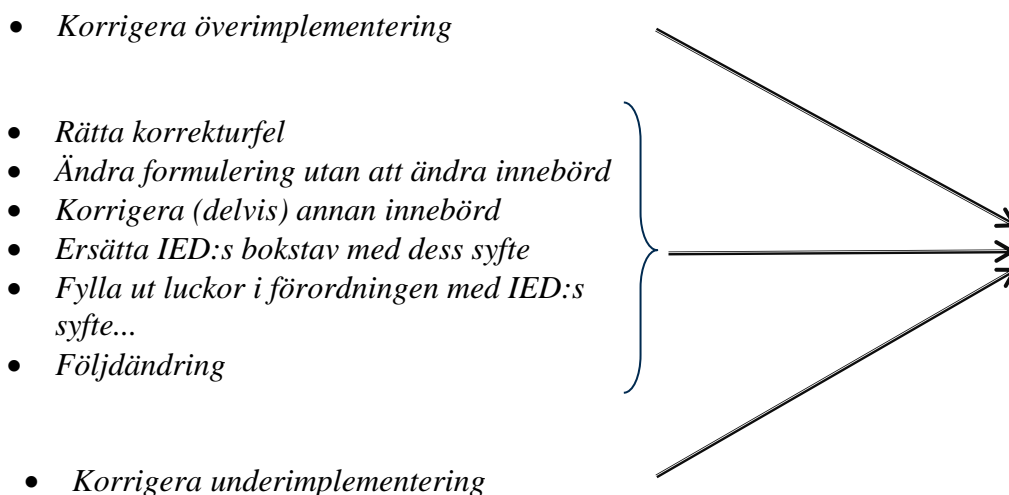 • Korrigera överimplementering
• Rätta korrekturfel
• Ändra formulering utan att ändra innebörd
• Korrigera (delvis) annan innebörd
• Ersätta IED:s bokstav med dess syfte
• Fylla ut luckor i förordningen med IED:s
syfte...
• Följdändring
• Korrigera underimplementering